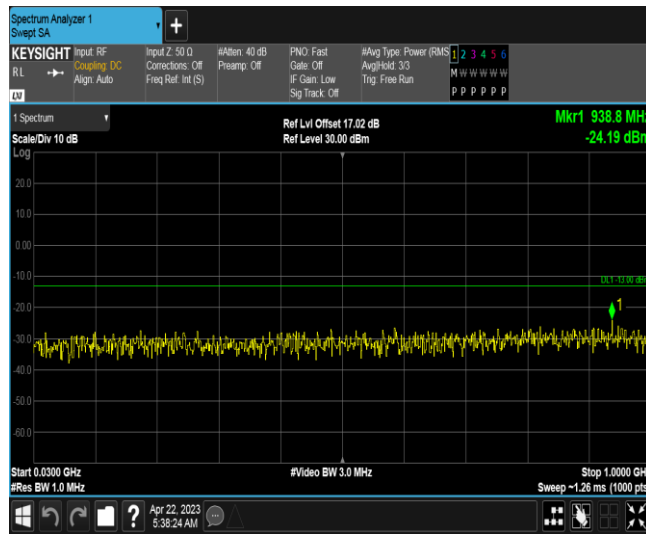 Spectrum Analyzer 1
Swept SA
+
KEYSIGHT
RL
LXI
Input: RF
Coupling: DC
Align: Auto
Input Z: 50 Ω
Corrections: Off
Freq Ref: Int (S)
#Atten: 40 dB
Preamp: Off
PNO: Fast
Gate: Off
IF Gain: Low
Sig Track: Off
#Avg Type: Power (RMS
Avg|Hold: 3/3
Trig: Free Run
1 2 3 4 5 6
M W W W W W
P P P P P P
1 Spectrum
Scale/Div 10 dB
Log
Ref Lvl Offset 17.02 dB
Ref Level 30.00 dBm
Mkr1 938.8 MHz
-24.19 dBm
20.0
10.0
0.00
-10.0
-20.0
-30.0
-40.0
-50.0
-60.0
DL1 -13.00 dBm
1
Start 0.0300 GHz
#Res BW 1.0 MHz
#Video BW 3.0 MHz
Stop 1.0000 GH
Sweep ~1.26 ms (1000 pts
?
Apr 22, 2023
5:38:24 AM